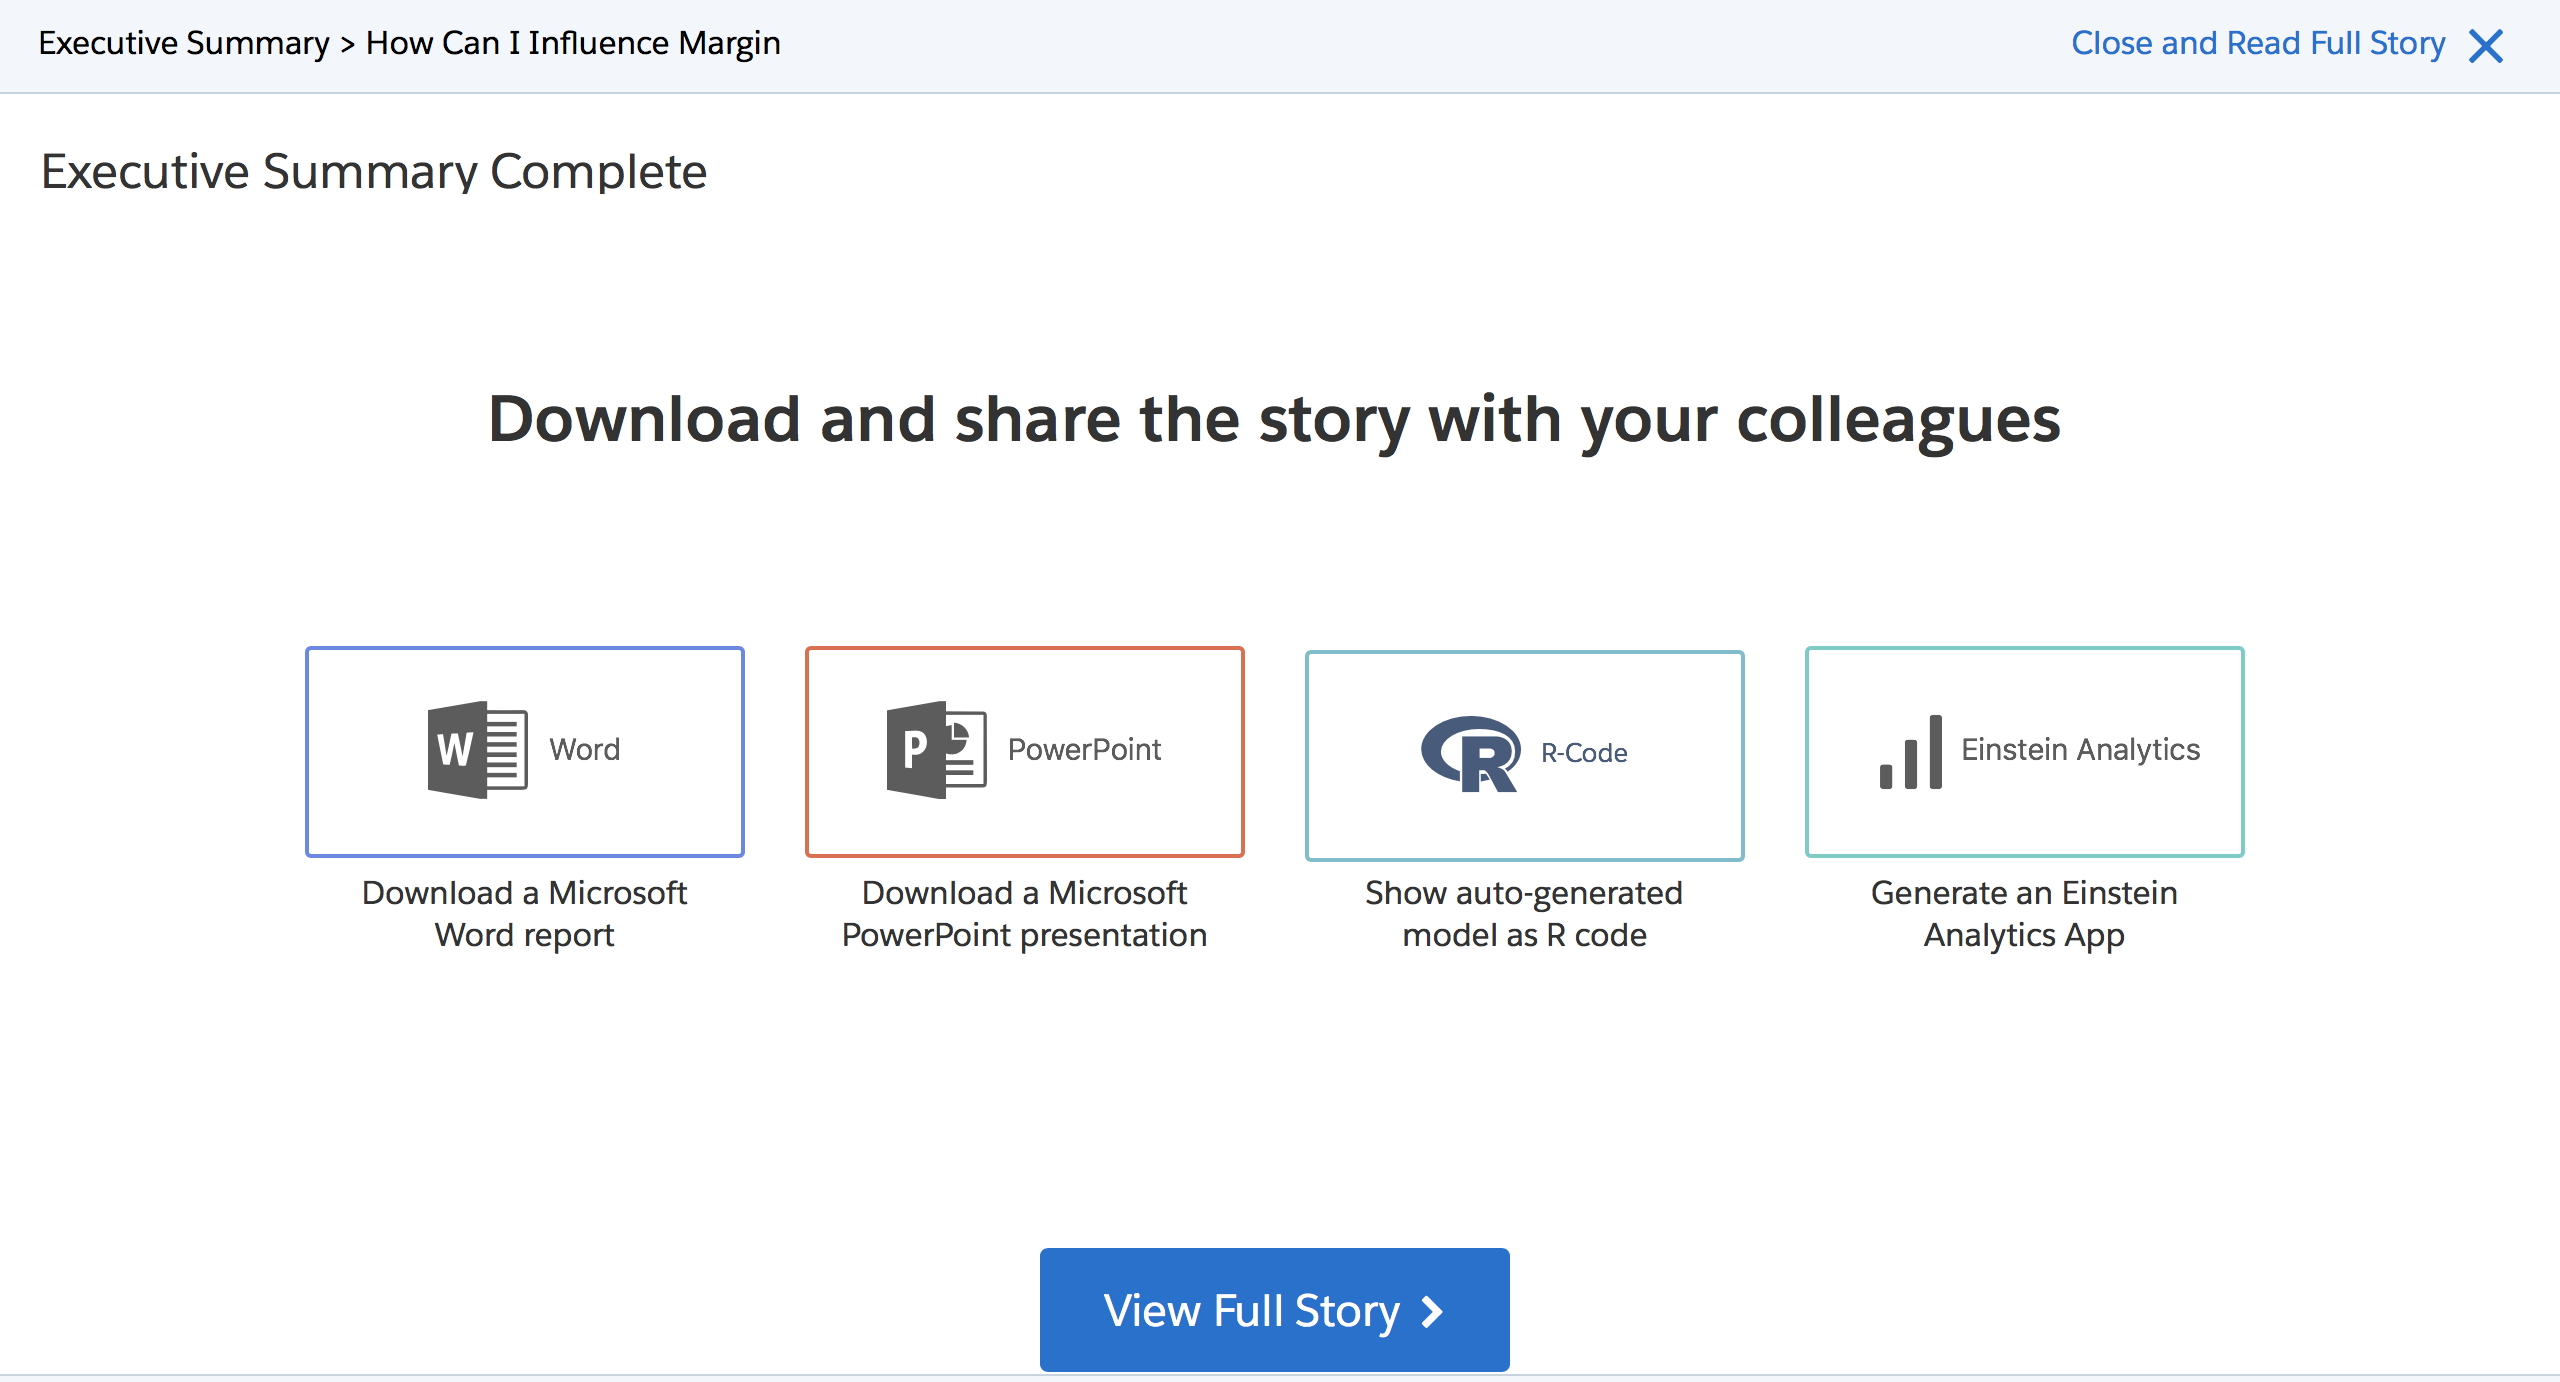 Executive Summary > How Can I Influence Margin
Close and Read Full Story
Executive Summary Complete
Download and share the story with your colleagues
W Word
P PowerPoint
R R-Code
Einstein Analytics
Download a Microsoft
Word report
Download a Microsoft
PowerPoint presentation
Show auto-generated
model as R code
Generate an Einstein
Analytics App
View Full Story